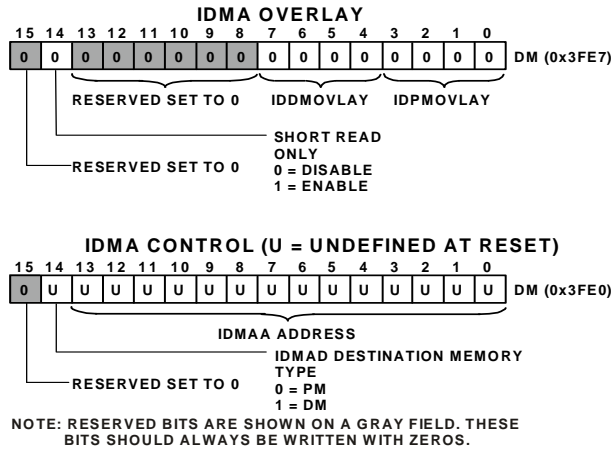 IDMA OVERLAY
15 14 13 12 11 10 9 8 7 6 5 4 3 2 1 0
0 0 0 0 0 0 0 0 0 0 0 0 0 0 0 0 DM (0x3FE7)
RESERVED SET TO 0 IDDMOVLAY IDPMOVLAY
SHORT READ
ONLY
RESERVED SET TO 0 0 = DISABLE
1 = ENABLE
IDMA CONTROL (U = UNDEFINED AT RESET)
15 14 13 12 11 10 9 8 7 6 5 4 3 2 1 0
0 U U U U U U U U U U U U U U U DM (0x3FE0)
IDMAA ADDRESS
IDMAD DESTINATION MEMORY
TYPE
RESERVED SET TO 0 0 = PM
1 = DM
NOTE: RESERVED BITS ARE SHOWN ON A GRAY FIELD. THESE
BITS SHOULD ALWAYS BE WRITTEN WITH ZEROS.